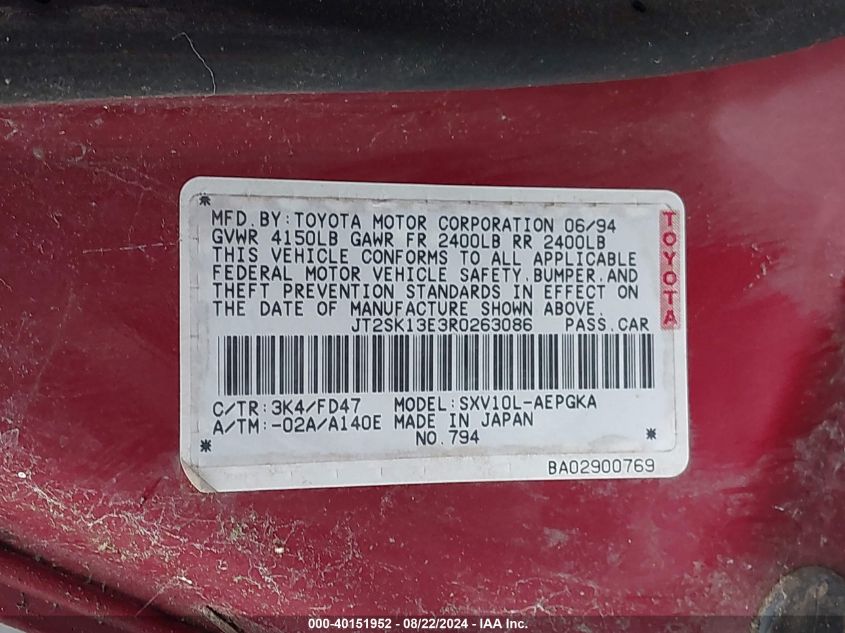 MFD.BY:TOYOTA MOTOR CORPORATION 06/94
GVWR 4150LB GAWR FR 2400LB RR 2400LB
THIS VEHICLE CONFORMS TO ALL APPLICABLE
FEDERAL MOTOR VEHICLE SAFETY,BUMPER,AND
THEFT PREVENTION STANDARDS IN EFFECT ON
THE DATE OF MANUFACTURE SHOWN ABOVE.
JT2SK13E3R0263086 PASS.CAR
TOYOTA
C/TR:3K4/FD47 MODEL:SXV10L-AEPGKA
A/TM:-02A/A140E MADE IN JAPAN
NO.794
BA02900769
000-40151952 - 08/22/2024 - IAA Inc.